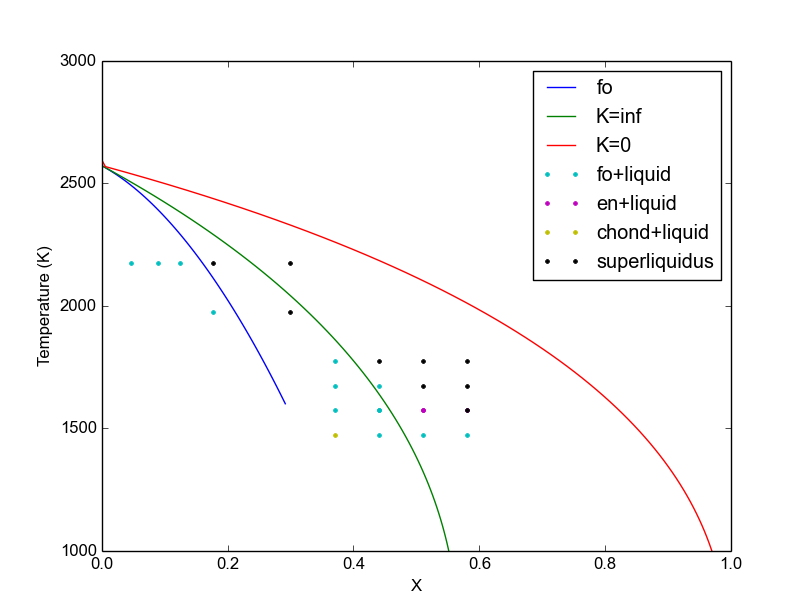 3000
2500
2000
1500
1000
0.0
0.2
0.4
0.6
0.8
1.0
Temperature (K)
X
fo
K=inf
K=0
fo+liquid
en+liquid
chond+liquid
superliquidus